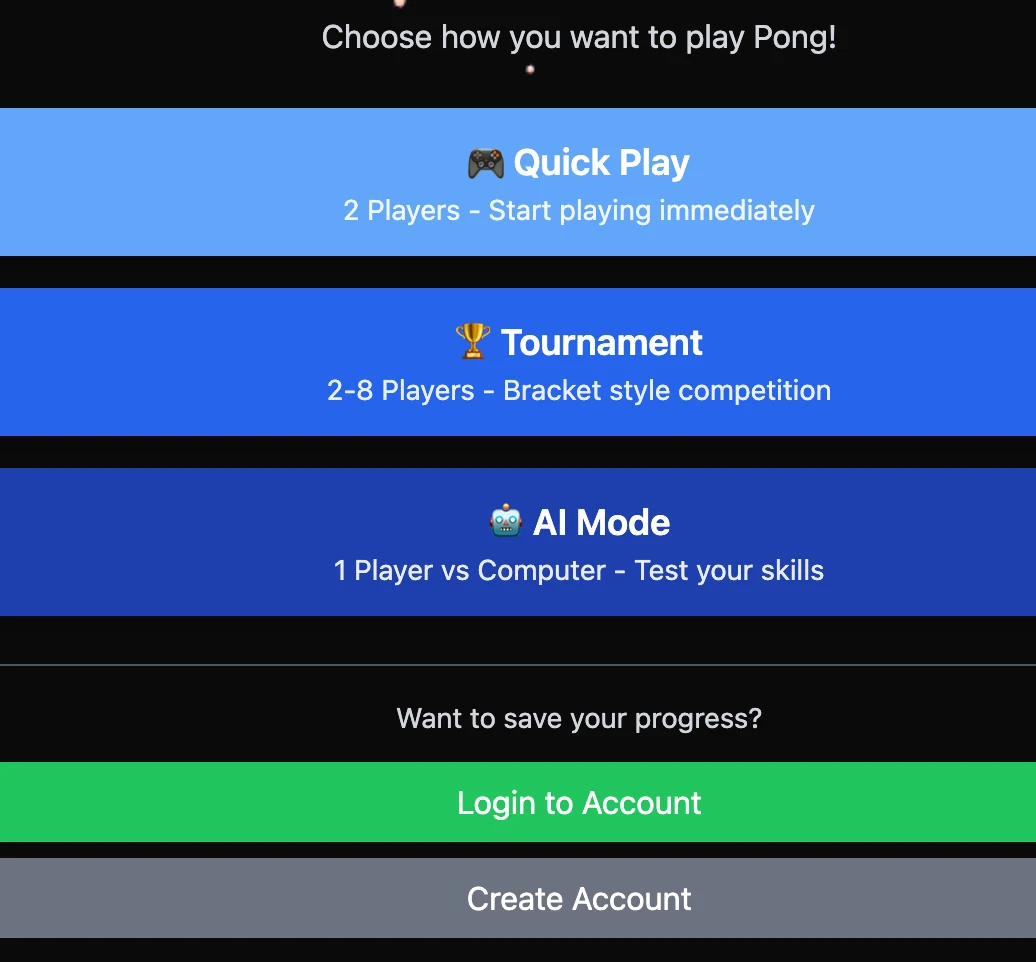 Choose how you want to play Pong!
🎮 Quick Play
2 Players - Start playing immediately
🏆 Tournament
2-8 Players - Bracket style competition
🤖 AI Mode
1 Player vs Computer - Test your skills
Want to save your progress?
Login to Account
Create Account